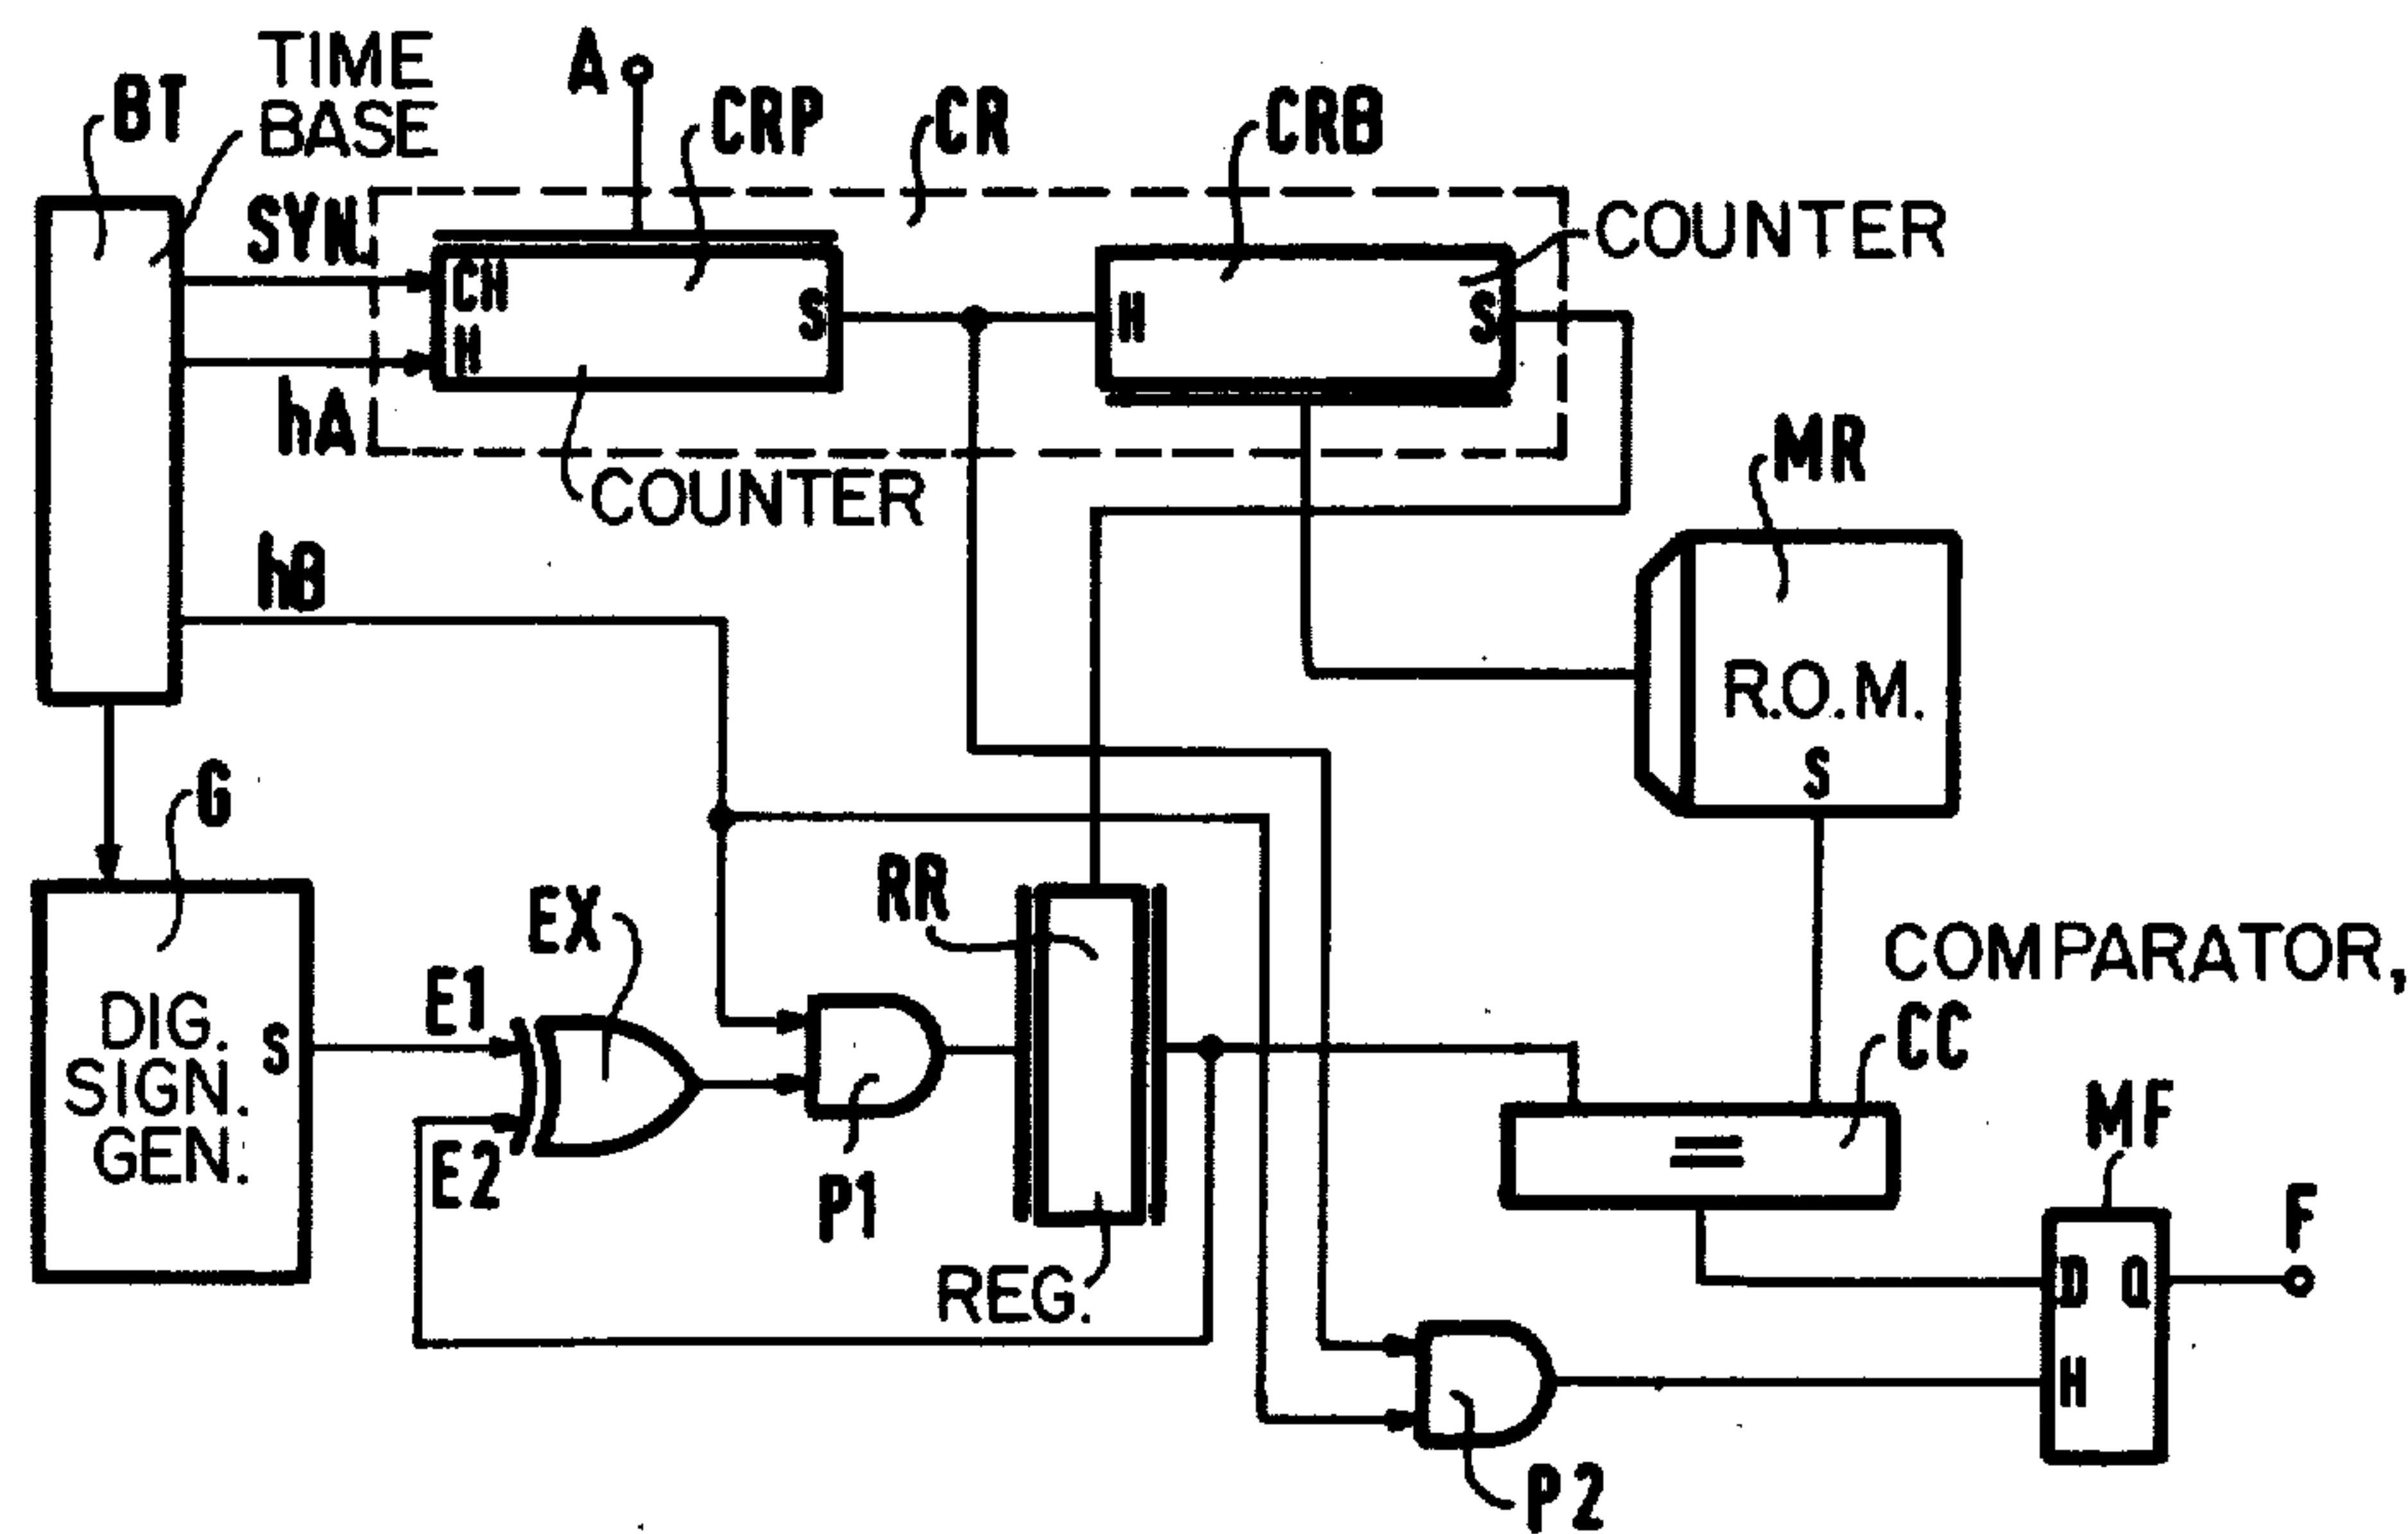 BT
TIME
BASE
A
CRP
CR
CRB
SYN.
CH
H
S
H
S
COUNTER
hA
COUNTER
MR
hB
R.O.M.
S
G
DIG.
SIGN.
GEN.
S
E1
E2
EX
P1
RR
REG.
COMPARATOR,
CC
=
MF
D Q
H
F
P2